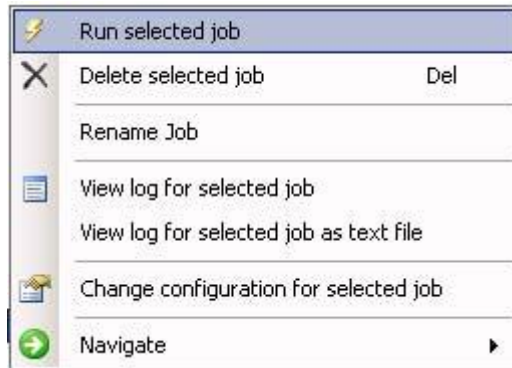 Run selected job
Delete selected job Del
Rename Job
View log for selected job
View log for selected job as text file
Change configuration for selected job
Navigate